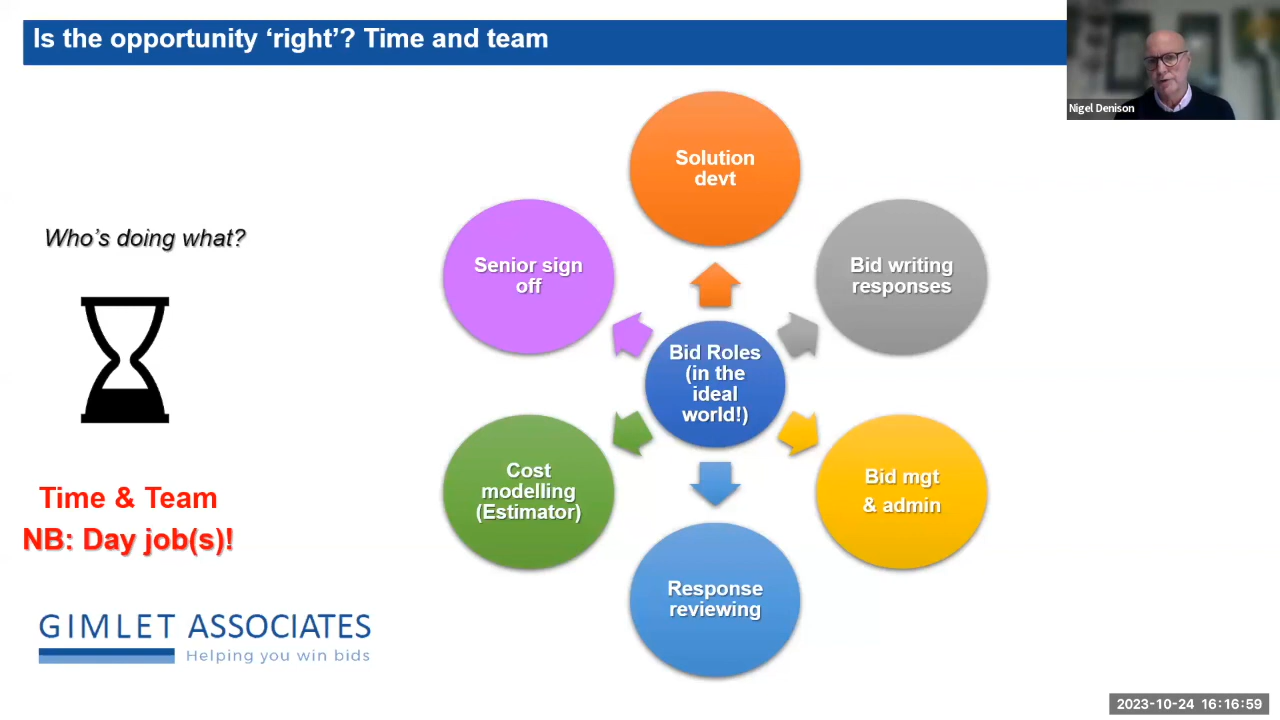 Is the opportunity ‘right’? Time and team
Nigel Denison
Who’s doing what?
Time & Team
NB: Day job(s)!
Solution
devt
Bid writing
responses
Bid mgt
& admin
Response
reviewing
Cost
modelling
(Estimator)
Senior sign
off
Bid Roles
(in the
ideal
world!)
GIMLET ASSOCIATES
Helping you win bids
2023-10-24 16:16:59